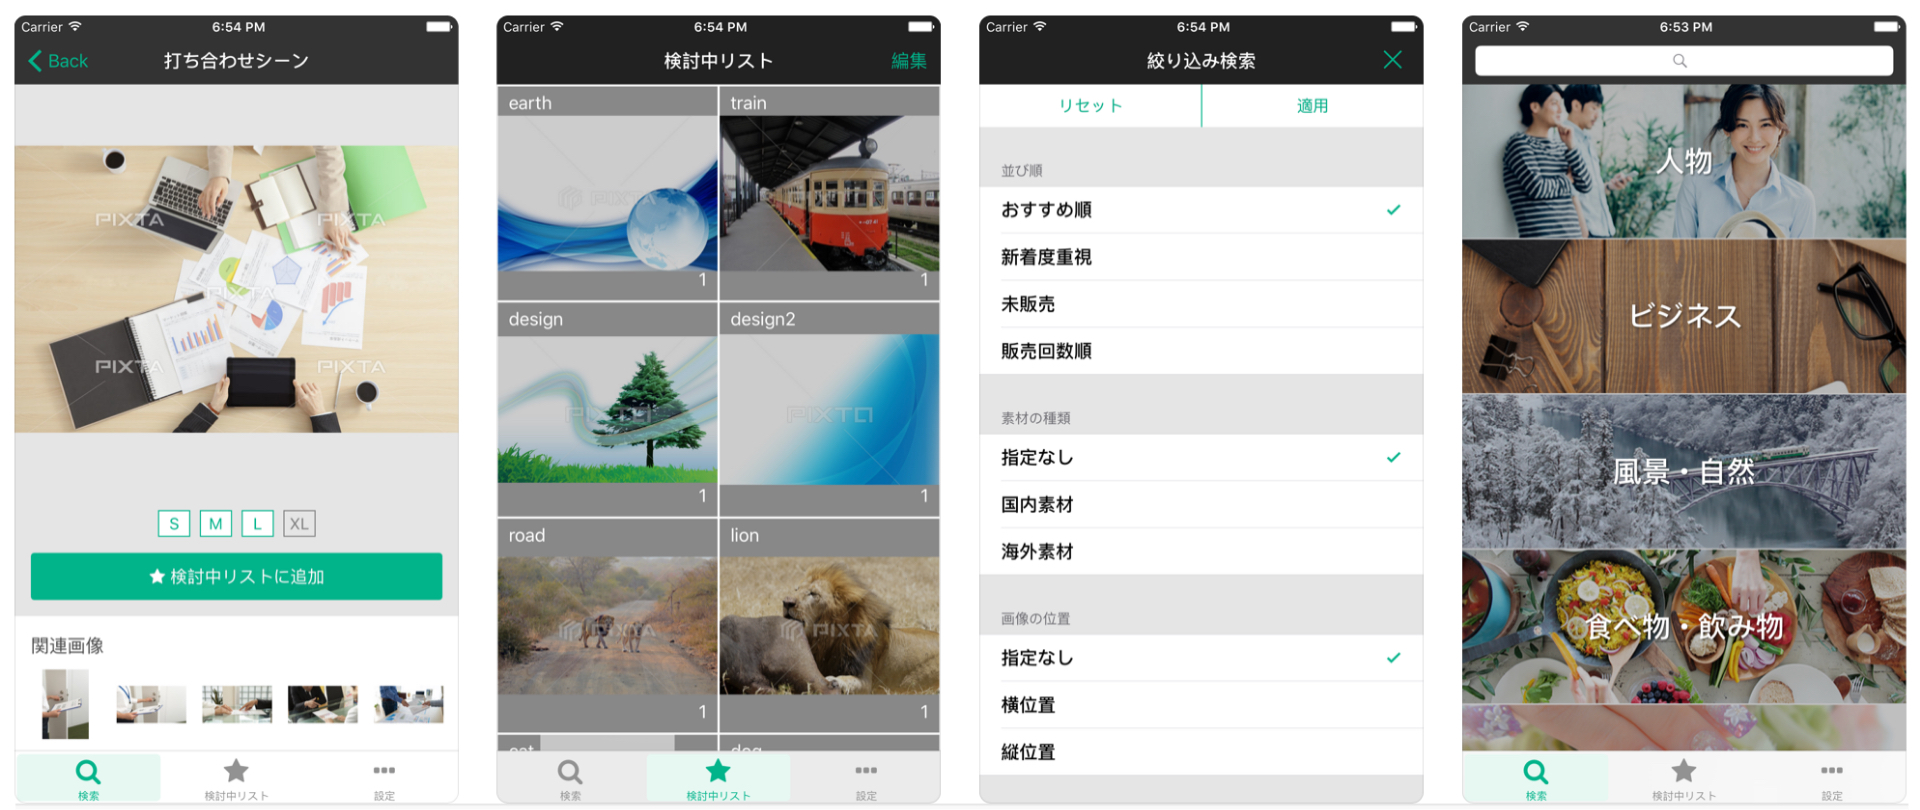 Carrier 6:54 PM
Back 打ち合わせシーン
PIXTA PIXTA
PIXTA
PIXTA PIXTA
S M L XL
検討中リストに追加
関連画像
検索 検討中リスト 設定
Carrier 6:54 PM
検討中リスト 編集
earth train
PIXTA
1 1
design design2
PIXTA PIXTA
1 1
road lion
PIXTA PIXTA
1 1
cat dog
検索 検討中リスト 設定
Carrier 6:54 PM
絞り込み検索
リセット 適用
並び順
おすすめ順
新着度重視
未販売
販売回数順
素材の種類
指定なし
国内素材
海外素材
画像の位置
指定なし
横位置
縦位置
Carrier 6:53 PM
人物
ビジネス
風景・自然
食べ物・飲み物
検索 検討中リスト 設定